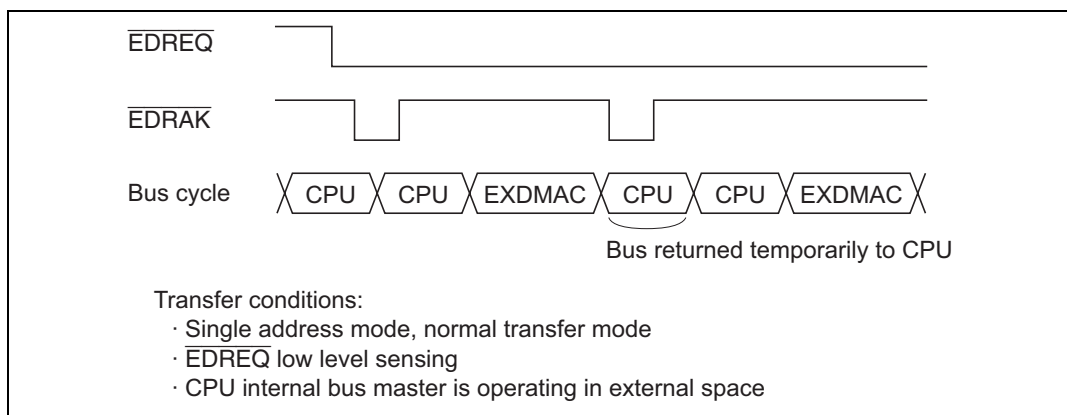 EDREQ
EDRAK
Bus cycle CPU CPU EXDMAC CPU CPU EXDMAC
Bus returned temporarily to CPU
Transfer conditions:
· Single address mode, normal transfer mode
· EDREQ low level sensing
· CPU internal bus master is operating in external space